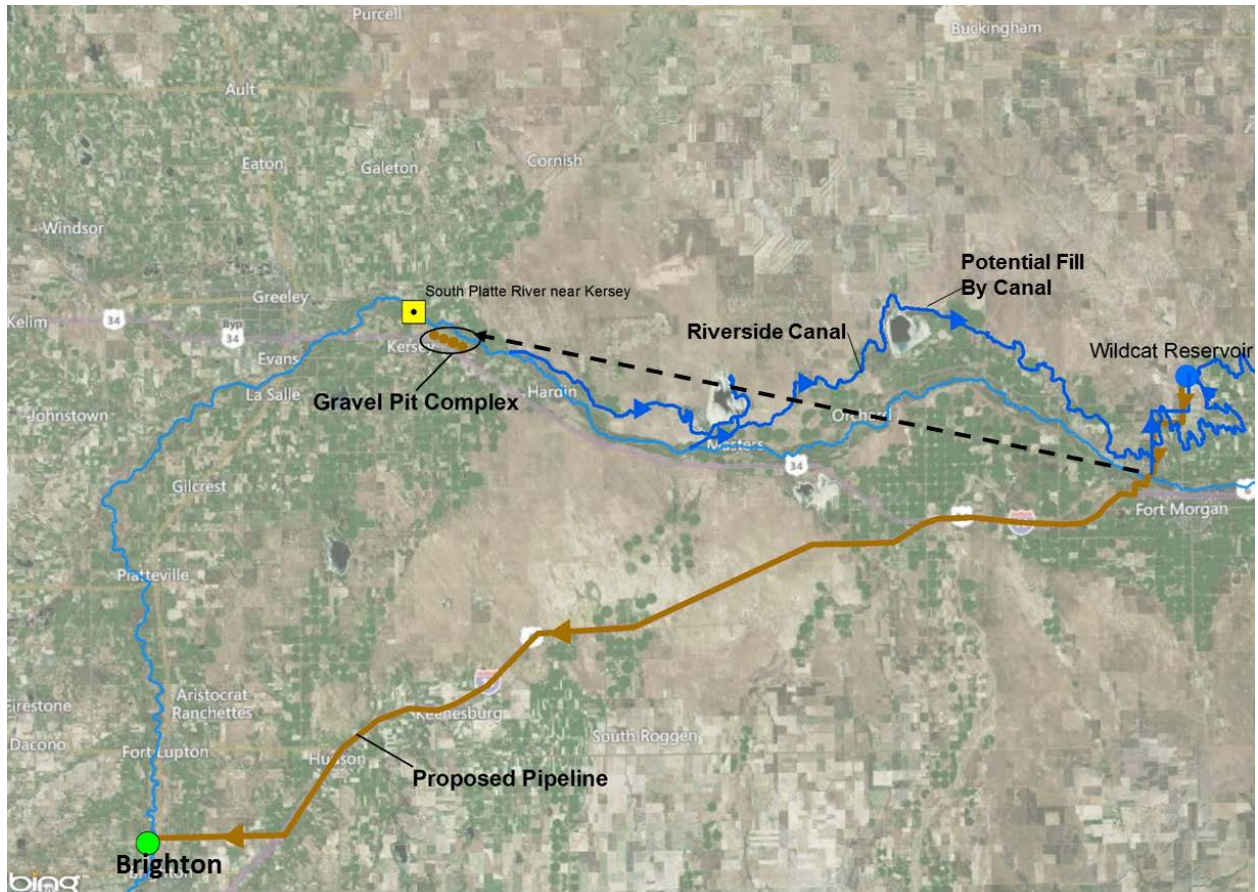 Purcell
Buckingham
Ault
Eaton
Galeton
Cornish
Windsor
Potential Fill
By Canal
South Platte River near Kersey
Greeley
Kelim
34
Byp
34
Riverside Canal
Wildcat Reservoir
Kersey
Evans
Gravel Pit Complex
Hardin
La Salle
Johnstown
Orchard
Masters
34
Gilcrest
Fort Morgan
Platteville
Aristocrat
Ranchettes
Keenesburg
Firestone
Dacono
Fort Lupton
Hudson
South Roggen
Proposed Pipeline
Brighton
bing